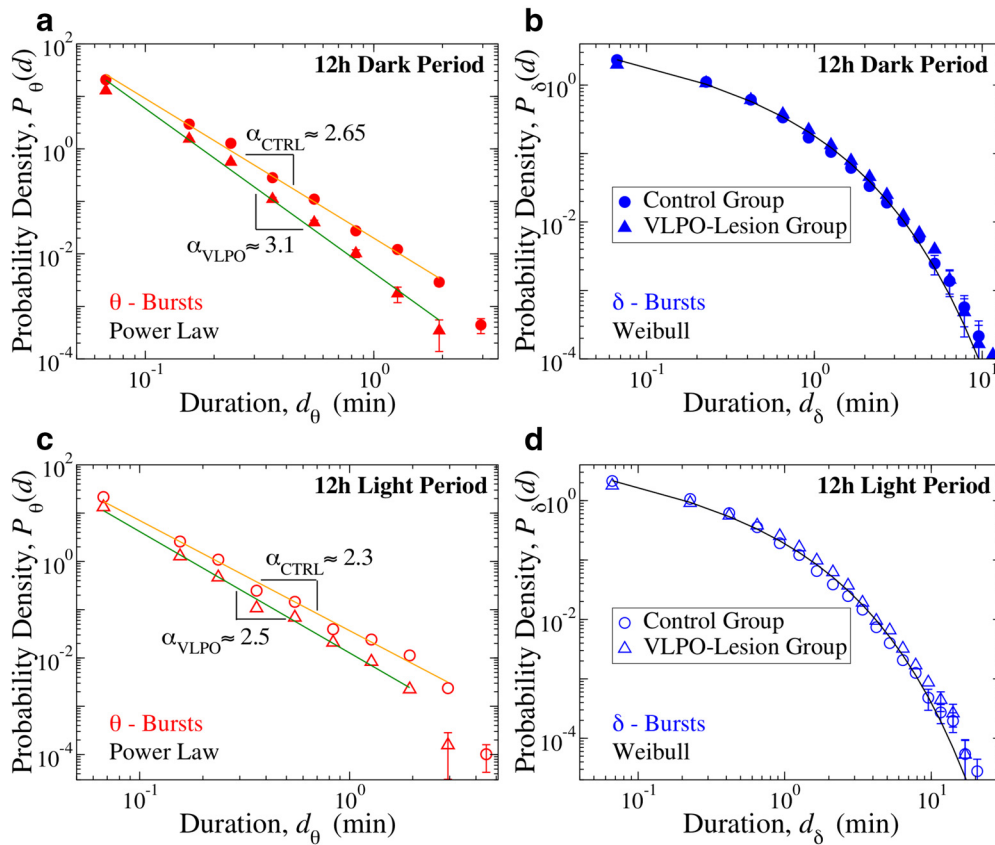 a
12h Dark Period
Probability Density, P_θ(d)
10^2
10^0
10^-2
10^-4
α_CTRL ≈ 2.65
α_VLPO ≈ 3.1
θ - Bursts
Power Law
10^-1
10^0
Duration, d_θ (min)
b
12h Dark Period
Probability Density, P_δ(d)
10^0
10^-2
10^-4
Control Group
VLPO-Lesion Group
δ - Bursts
Weibull
10^-1
10^0
10^1
Duration, d_δ (min)
c
12h Light Period
Probability Density, P_θ(d)
10^2
10^0
10^-2
10^-4
α_CTRL ≈ 2.3
α_VLPO ≈ 2.5
θ - Bursts
Power Law
10^-1
10^0
Duration, d_θ (min)
d
12h Light Period
Probability Density, P_δ(d)
10^0
10^-2
10^-4
Control Group
VLPO-Lesion Group
δ - Bursts
Weibull
10^-1
10^0
10^1
Duration, d_δ (min)